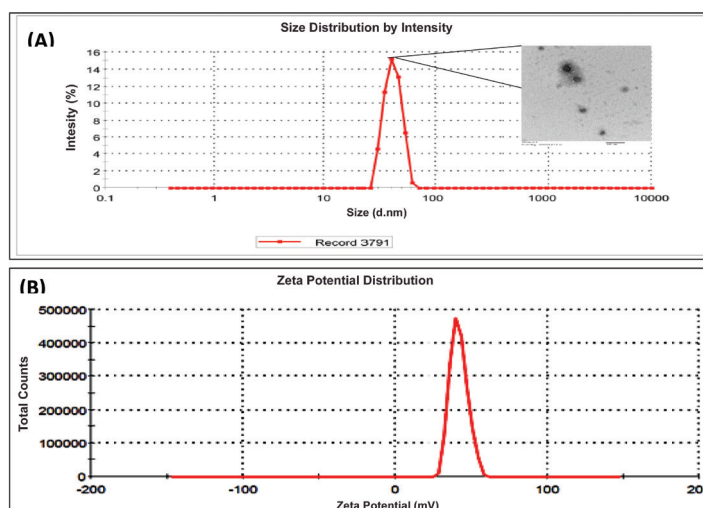 (A)
Size Distribution by Intensity
Intesity (%)
16
14
12
10
8
6
4
2
0
0.1
1
10
100
1000
10000
Size (d.nm)
Record 3791
(B)
Zeta Potential Distribution
Total Counts
500000
400000
300000
200000
100000
0
-200
-100
0
100
20
Zeta Potential (mV)